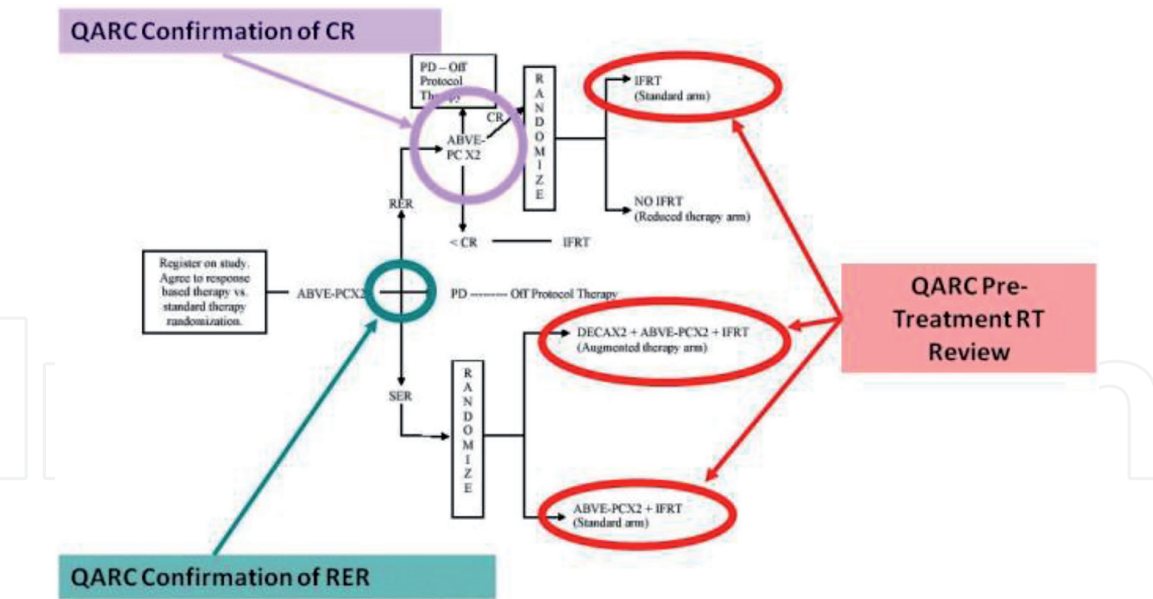 QARC Confirmation of CR
PD – Off
Protocol
Therapy
CR
ABVE-
PC X2
RANDOMIZE
IFRT
(Standard arm)
NO IFRT
(Reduced therapy arm)
RER
< CR
IFRT
Register on study.
Agree to response
based therapy vs.
standard therapy
randomization.
ABVE-PCX2
PD
Off Protocol Therapy
QARC Pre-
Treatment RT
Review
DECAX2 + ABVE-PCX2 + IFRT
(Augmented therapy arm)
SER
RANDOMIZE
ABVE-PCX2 + IFRT
(Standard arm)
QARC Confirmation of RER